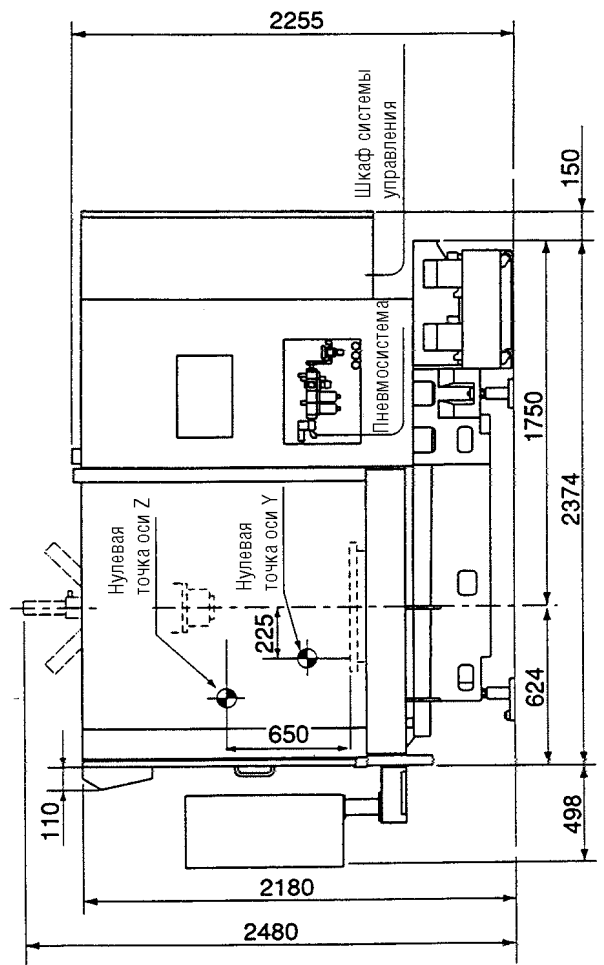 2255
Шкаф системы
управления
150
Пневмосистема
1750
2374
Нулевая
точка оси Z
Нулевая
точка оси Y
225
650
624
110
498
2180
2480